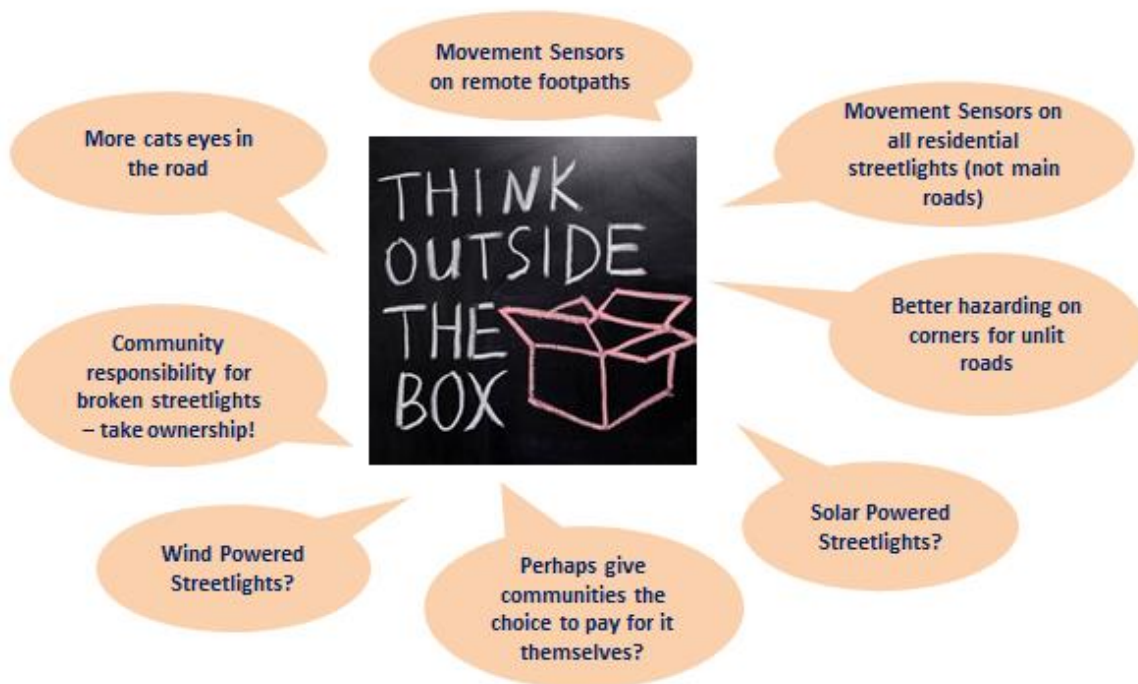 Movement Sensors
on remote footpaths
More cats eyes in
the road
Movement Sensors on
all residential
streetlights (not main
roads)
THINK
OUTSIDE
THE
BOX
Better hazarding on
corners for unlit
roads
Community
responsibility for
broken streetlights
– take ownership!
Solar Powered
Streetlights?
Wind Powered
Streetlights?
Perhaps give
communities the
choice to pay for it
themselves?